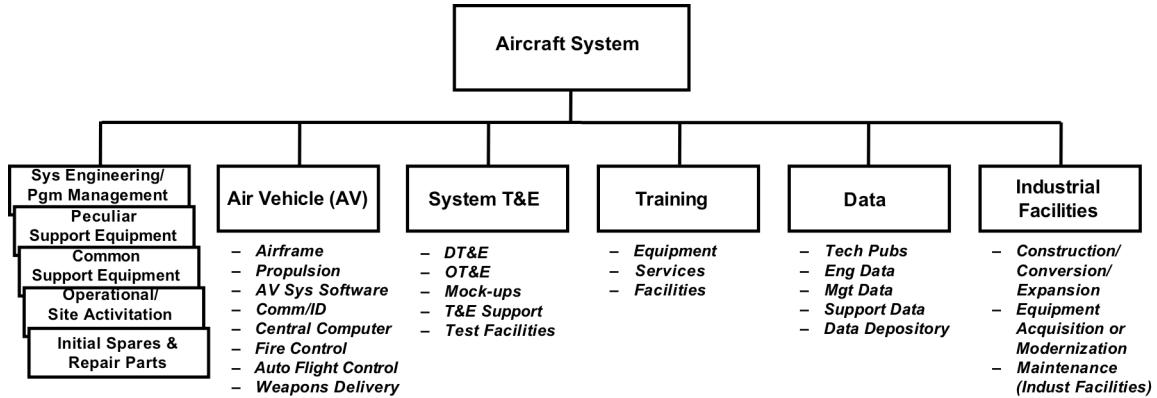 Aircraft System
Sys Engineering/
Pgm Management
Peculiar
Support Equipment
Common
Support Equipment
Operational/
Site Activitation
Initial Spares &
Repair Parts
Air Vehicle (AV)
– Airframe
– Propulsion
– AV Sys Software
– Comm/ID
– Central Computer
– Fire Control
– Auto Flight Control
– Weapons Delivery
System T&E
– DT&E
– OT&E
– Mock-ups
– T&E Support
– Test Facilities
Training
– Equipment
– Services
– Facilities
Data
– Tech Pubs
– Eng Data
– Mgt Data
– Support Data
– Data Depository
Industrial
Facilities
– Construction/
Conversion/
Expansion
– Equipment
Acquisition or
Modernization
– Maintenance
(Indust Facilities)